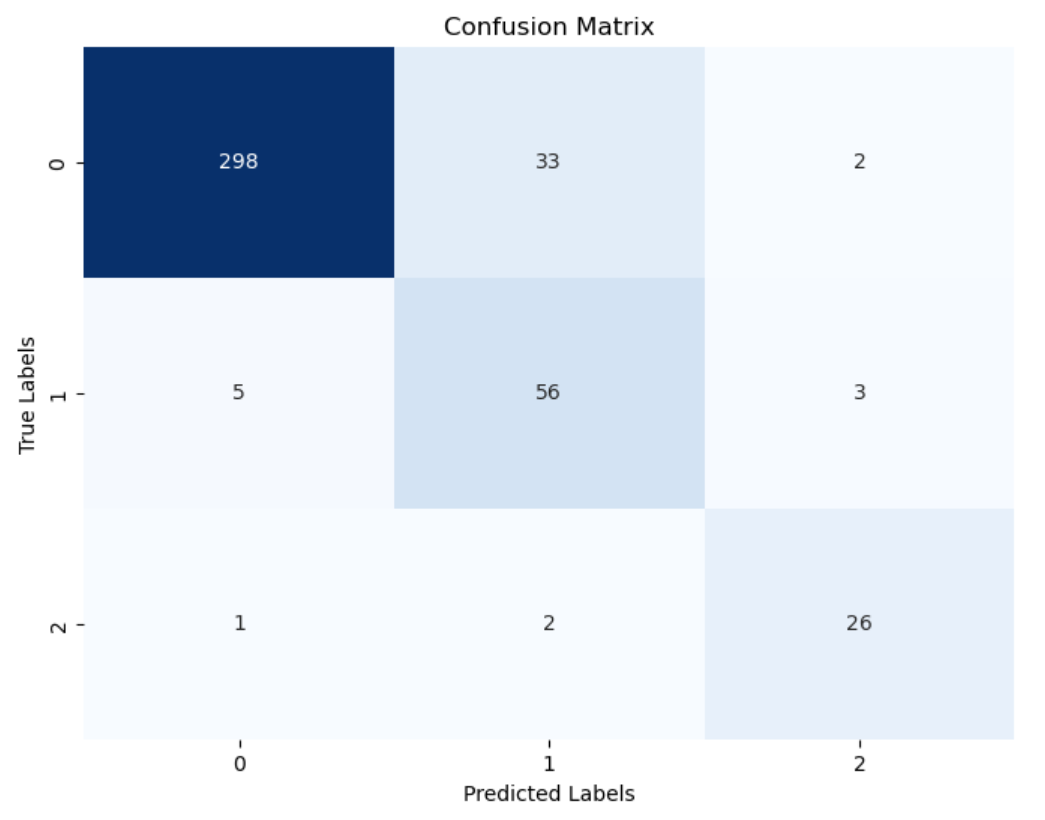 Confusion Matrix
298 33 2
5 56 3
1 2 26
0
1
2
True Labels
0 1 2
Predicted Labels